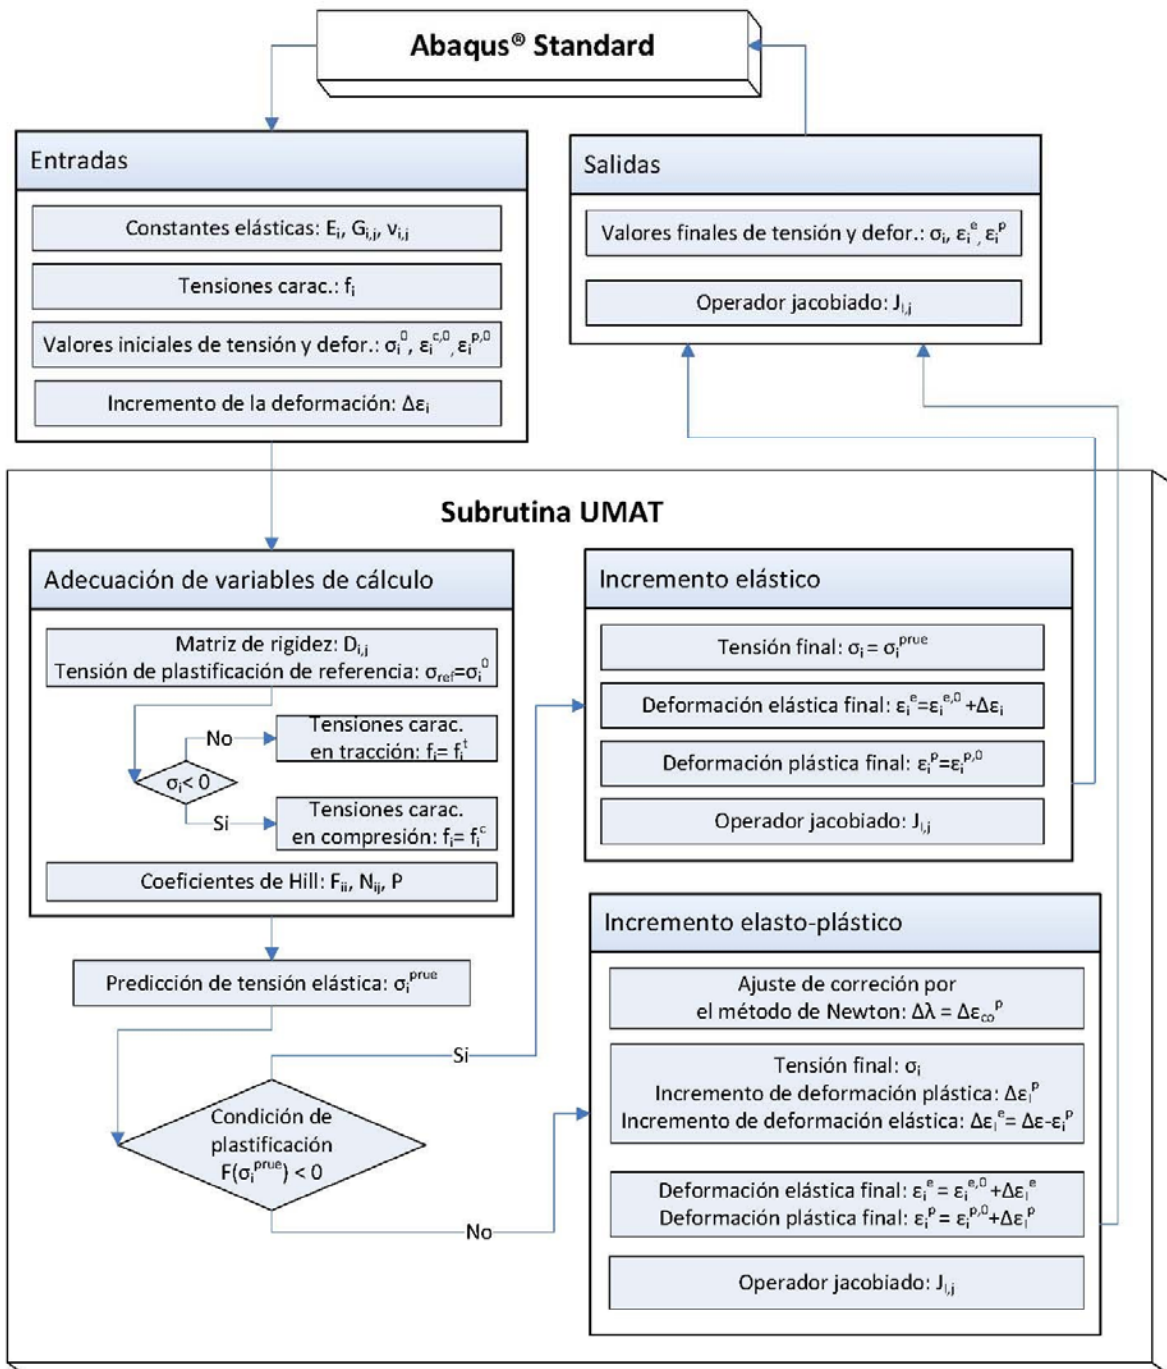 Abaqus® Standard
Entradas
Constantes elásticas: Eᵢ, Gᵢ,ⱼ, νᵢ,ⱼ
Tensiones carac.: fᵢ
Valores iniciales de tensión y defor.: σᵢ⁰, εᵢᶜ,⁰, εᵢᵖ,⁰
Incremento de la deformación: Δεᵢ
Salidas
Valores finales de tensión y defor.: σᵢ, εᵢᵉ, εᵢᵖ
Operador jacobiado: Jᵢ,ⱼ
Subrutina UMAT
Adecuación de variables de cálculo
Matriz de rigidez: Dᵢ,ⱼ
Tensión de plastificación de referencia: σ_ref=σᵢ⁰
No
Tensiones carac.
en tracción: fᵢ= fᵢᵗ
σᵢ< 0
Si
Tensiones carac.
en compresión: fᵢ= fᵢᶜ
Coeficientes de Hill: Fᵢᵢ, Nᵢⱼ, P
Predicción de tensión elástica: σᵢᵖʳᵘᵉ
Si
Condición de
plastificación
F(σᵢᵖʳᵘᵉ) < 0
No
Incremento elástico
Tensión final: σᵢ = σᵢᵖʳᵘᵉ
Deformación elástica final: εᵢᵉ=εᵢᵉ,⁰ +Δεᵢ
Deformación plástica final: εᵢᵖ=εᵢᵖ,⁰
Operador jacobiado: Jᵢ,ⱼ
Incremento elasto-plástico
Ajuste de correción por
el método de Newton: Δλ = Δε_coᵖ
Tensión final: σᵢ
Incremento de deformación plástica: Δεᵢᵖ
Incremento de deformación elástica: Δεᵢᵉ= Δε-εᵢᵖ
Deformación elástica final: εᵢᵉ = εᵢᵉ,⁰ +Δεᵢᵉ
Deformación plástica final: εᵢᵖ = εᵢᵖ,⁰+Δεᵢᵖ
Operador jacobiado: Jᵢ,ⱼ